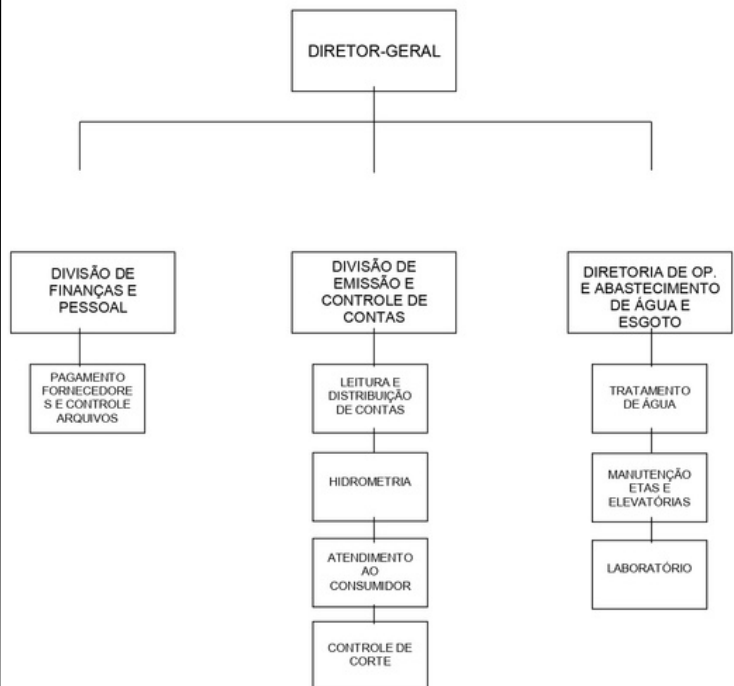 DIRETOR-GERAL
DIVISÃO DE
FINANÇAS E
PESSOAL
PAGAMENTO
FORNECEDORE
S E CONTROLE
ARQUIVOS
DIVISÃO DE
EMISSÃO E
CONTROLE DE
CONTAS
LEITURA E
DISTRIBUIÇÃO
DE CONTAS
HIDROMETRIA
ATENDIMENTO
AO
CONSUMIDOR
CONTROLE DE
CORTE
DIRETORIA DE OP.
E ABASTECIMENTO
DE ÁGUA E
ESGOTO
TRATAMENTO
DE ÁGUA
MANUTENÇÃO
ETAS E
ELEVATÓRIAS
LABORATÓRIO